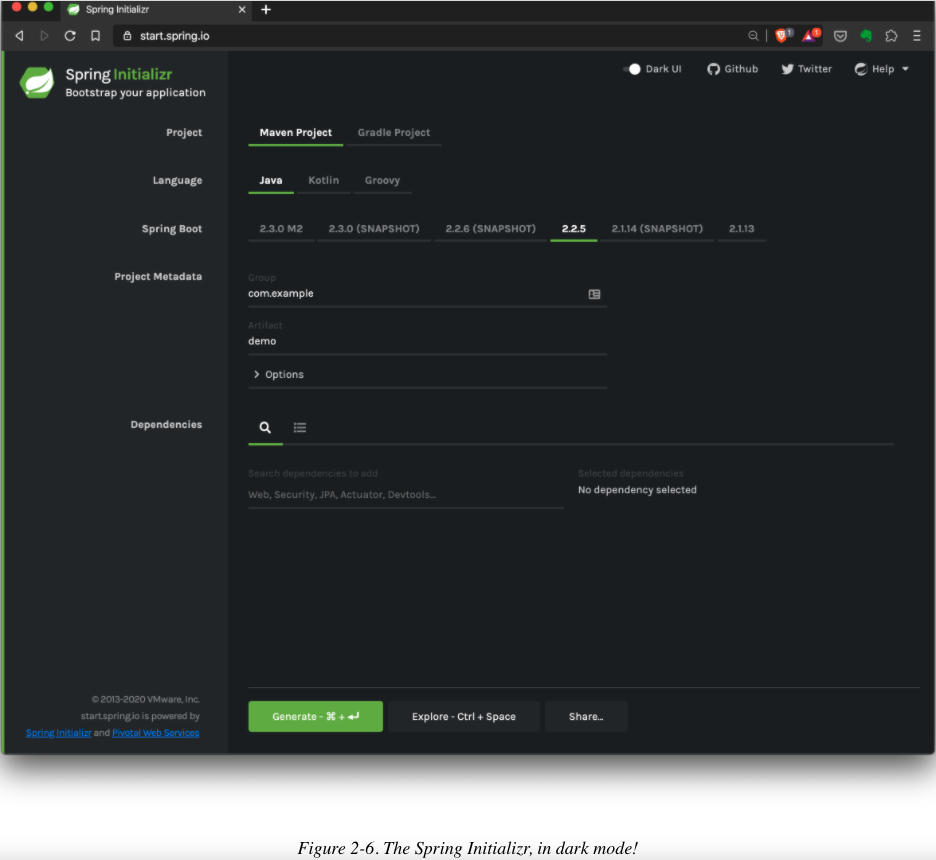 Spring Initializr
start.spring.io
1
1
Spring Initializr
Bootstrap your application
Dark UI
Github
Twitter
Help
Project
Maven Project
Gradle Project
Language
Java
Kotlin
Groovy
Spring Boot
2.3.0 M2
2.3.0 (SNAPSHOT)
2.2.6 (SNAPSHOT)
2.2.5
2.1.14 (SNAPSHOT)
2.1.13
Project Metadata
Group
com.example
Artifact
demo
Options
Dependencies
Search dependencies to add
Web, Security, JPA, Actuator, Devtools...
Selected dependencies
No dependency selected
© 2013-2020 VMware, Inc.
start.spring.io is powered by
Spring Initializr and Pivotal Web Services
Generate - ⌘ + ↵
Explore - Ctrl + Space
Share...
Figure 2-6. The Spring Initializr, in dark mode!